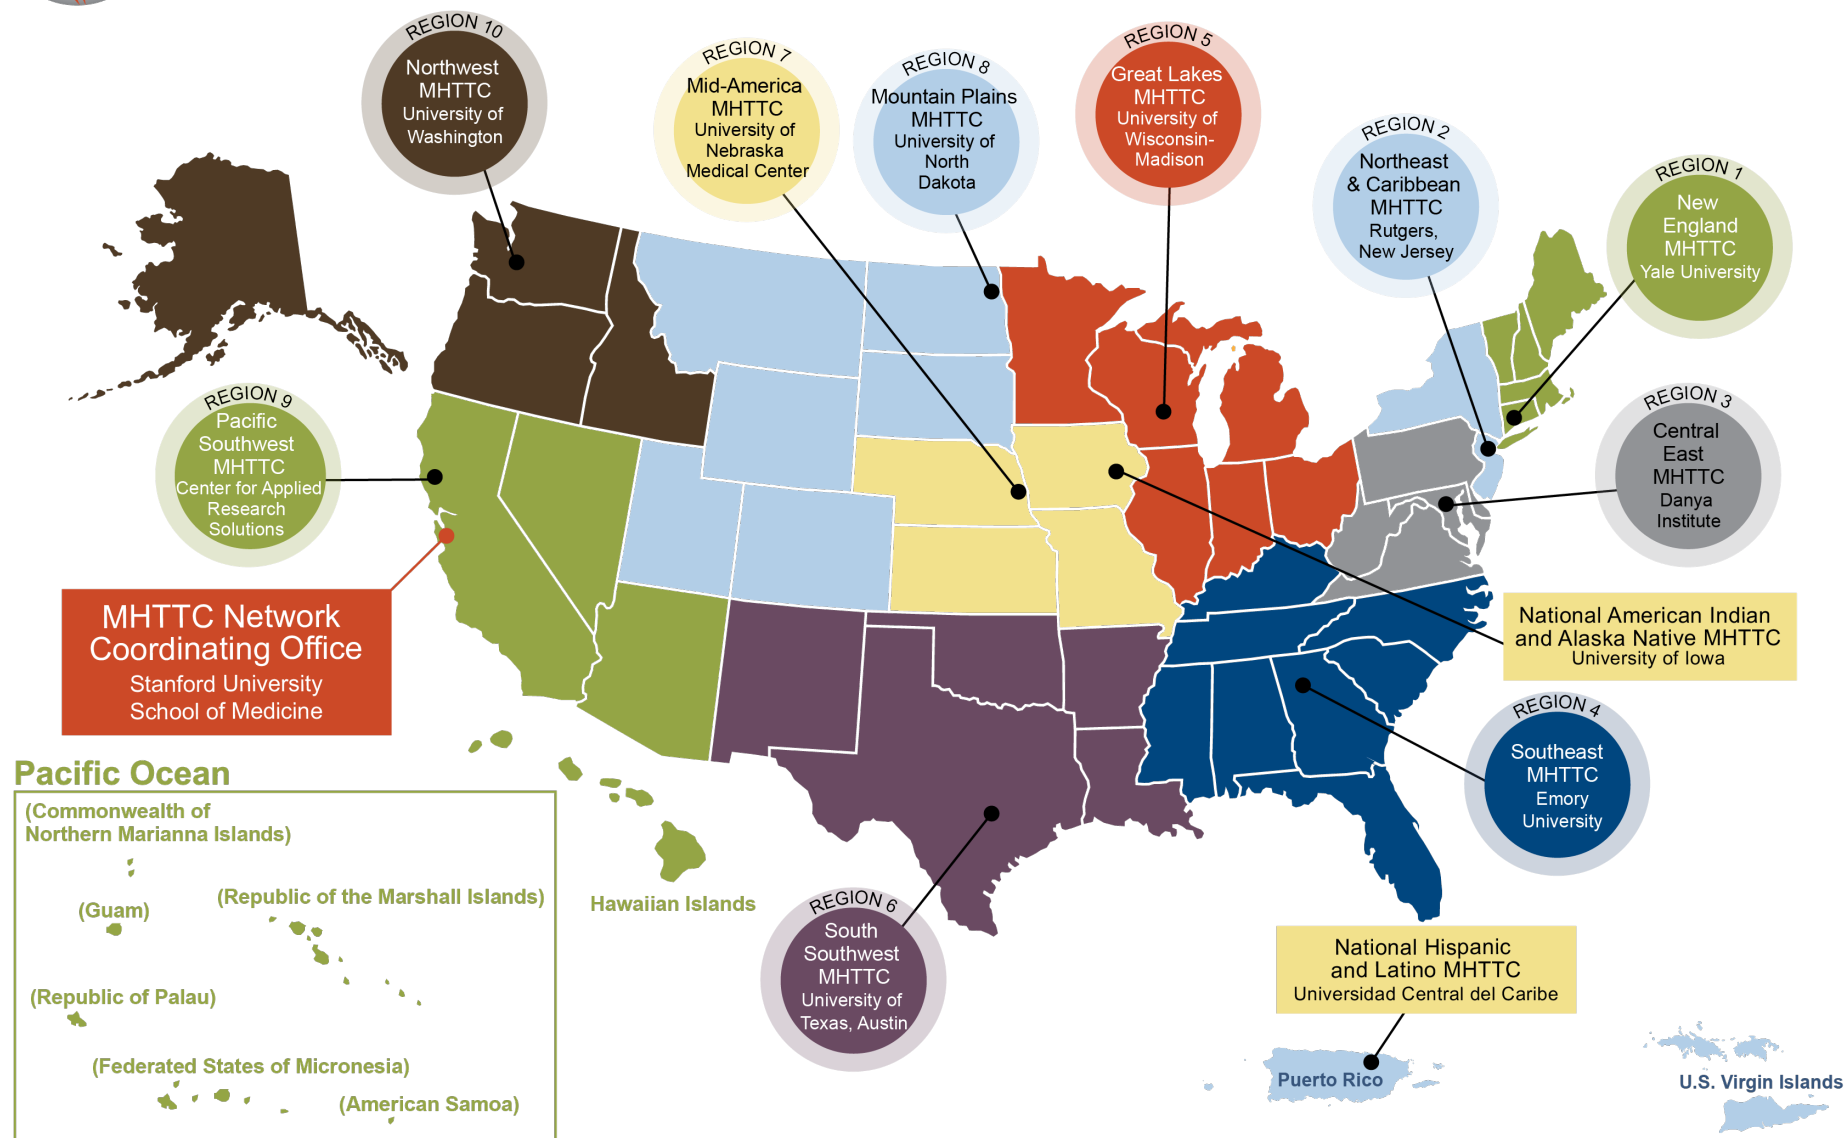 REGION 10
Northwest
MHTTC
University of
Washington
REGION 7
Mid-America
MHTTC
University of
Nebraska
Medical Center
REGION 8
Mountain Plains
MHTTC
University of
North
Dakota
REGION 5
Great Lakes
MHTTC
University of
Wisconsin-
Madison
REGION 2
Northeast
& Caribbean
MHTTC
Rutgers,
New Jersey
REGION 1
New
England
MHTTC
Yale University
REGION 9
Pacific
Southwest
MHTTC
Center for Applied
Research
Solutions
REGION 3
Central
East
MHTTC
Danya
Institute
MHTTC Network
Coordinating Office
Stanford University
School of Medicine
National American Indian
and Alaska Native MHTTC
University of Iowa
REGION 4
Southeast
MHTTC
Emory
University
Pacific Ocean
(Commonwealth of
Northern Marianna Islands)
(Guam)
(Republic of the Marshall Islands)
(Republic of Palau)
(Federated States of Micronesia)
(American Samoa)
Hawaiian Islands
REGION 6
South
Southwest
MHTTC
University of
Texas, Austin
National Hispanic
and Latino MHTTC
Universidad Central del Caribe
Puerto Rico
U.S. Virgin Islands